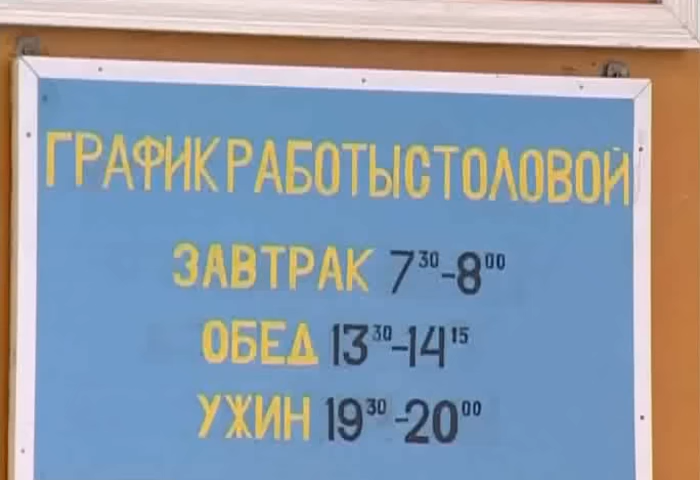 ГРАФИК РАБОТЫ СТОЛОВОЙ
ЗАВТРАК 7³⁰-8⁰⁰
ОБЕД 13³⁰-14¹⁵
УЖИН 19³⁰-20⁰⁰